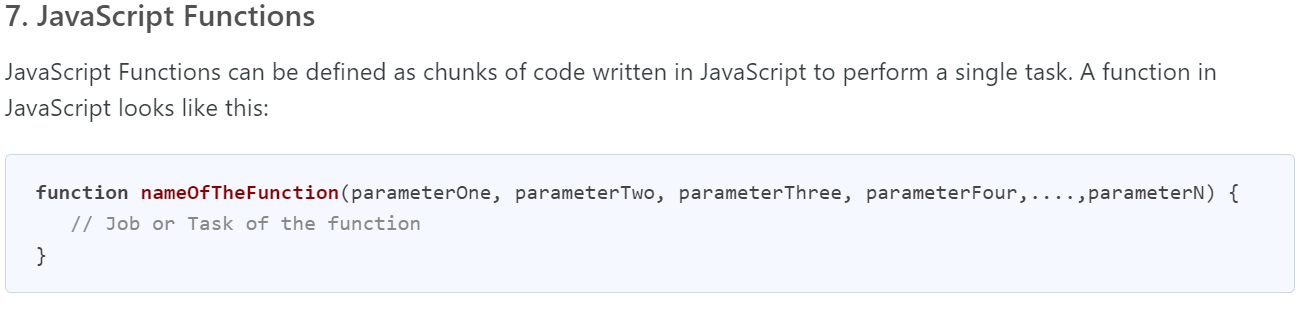 7. JavaScript Functions
JavaScript Functions can be defined as chunks of code written in JavaScript to perform a single task. A function in
JavaScript looks like this:
function nameOfTheFunction(parameterOne, parameterTwo, parameterThree, parameterFour,....,parameterN) {
   // Job or Task of the function
}